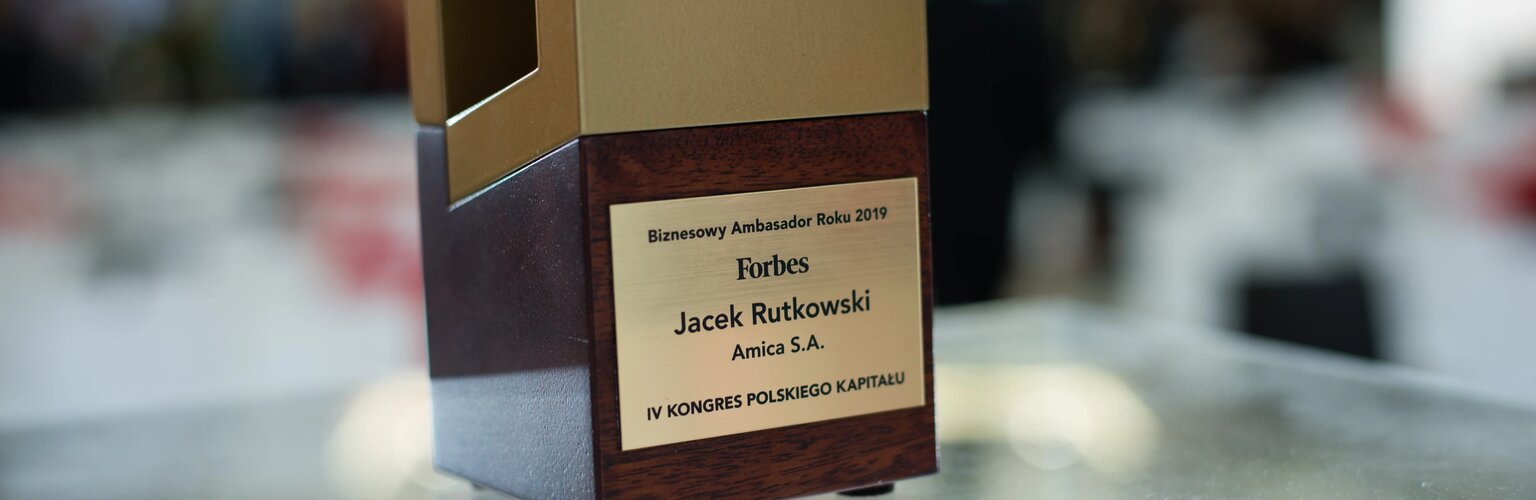 Biznesowy Ambasador Roku 2019
Forbes
Jacek Rutkowski
Amica S.A.
IV KONGRES POLSKIEGO KAPITAŁU